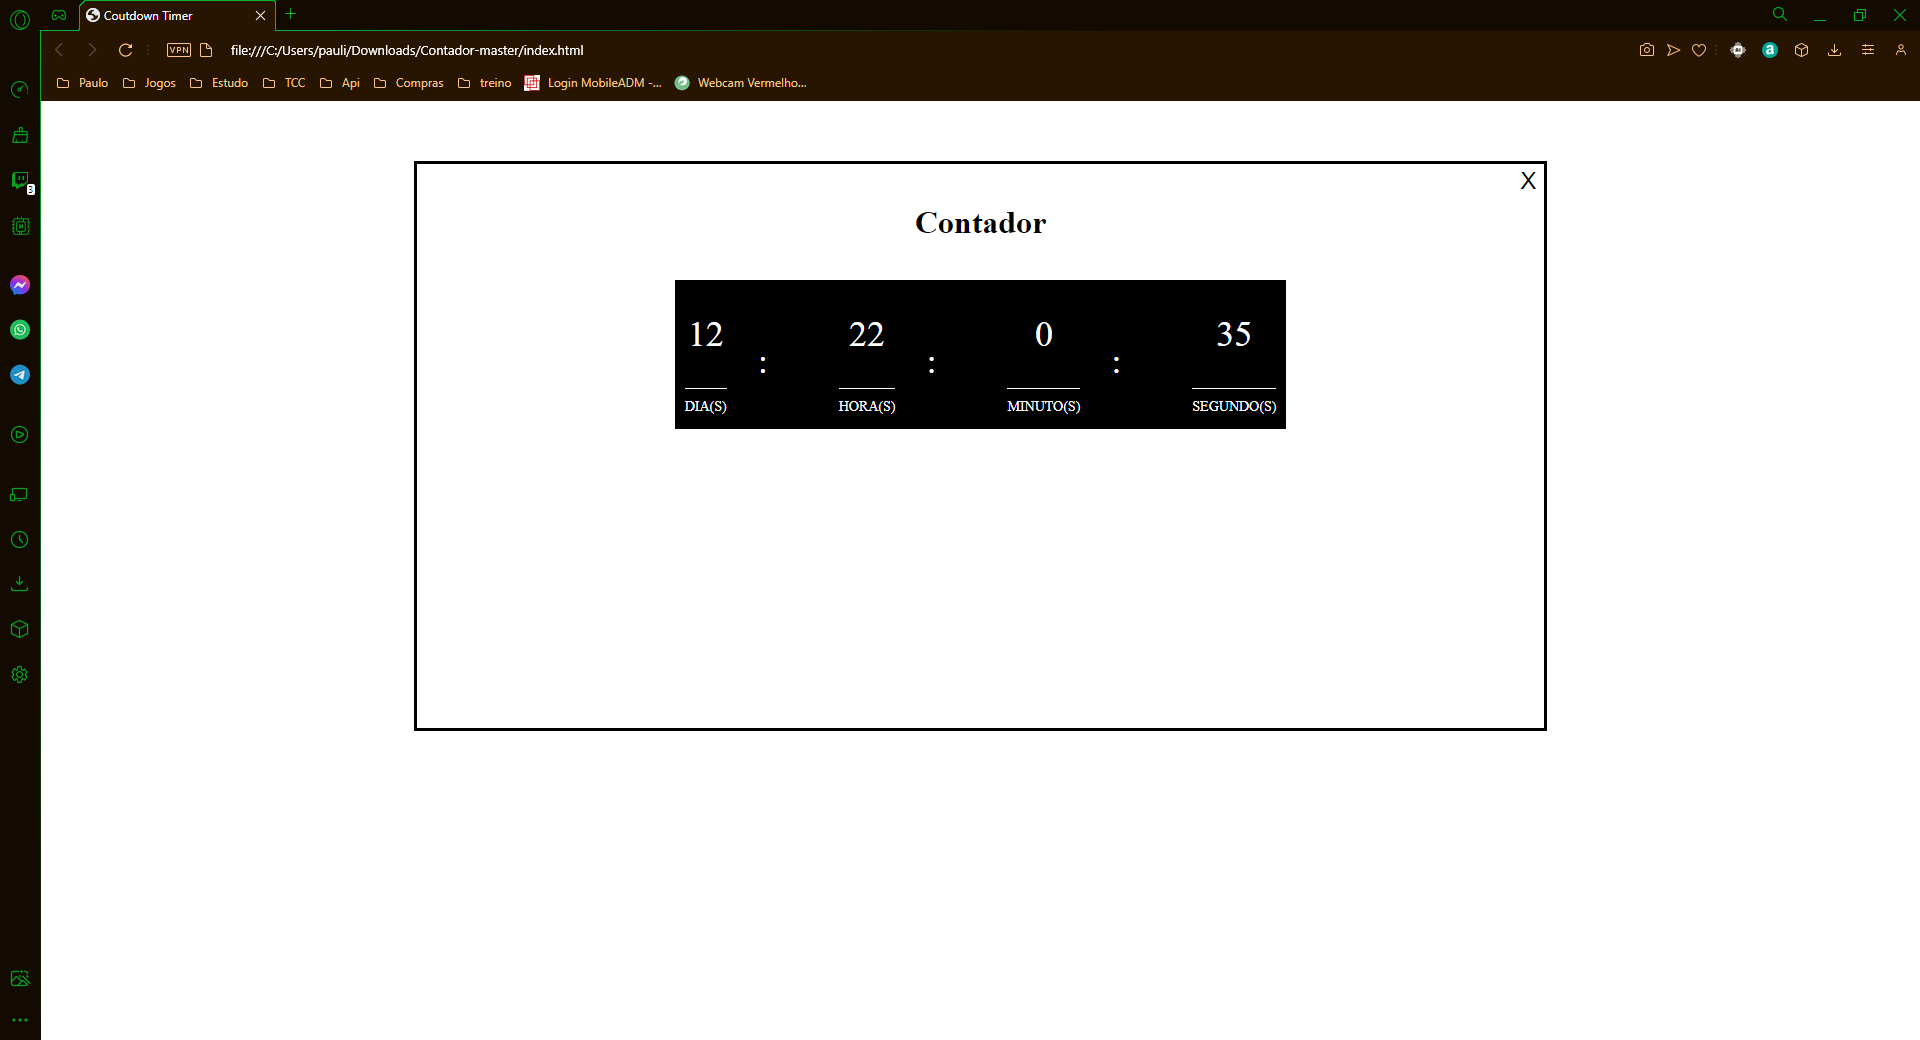 Coutdown Timer
VPN file:///C:/Users/pauli/Downloads/Contador-master/index.html
Paulo Jogos Estudo TCC Api Compras treino Login MobileADM -... Webcam Vermelho...
3
X
Contador
12 : 22 : 0 : 35
DIA(S) HORA(S) MINUTO(S) SEGUNDO(S)